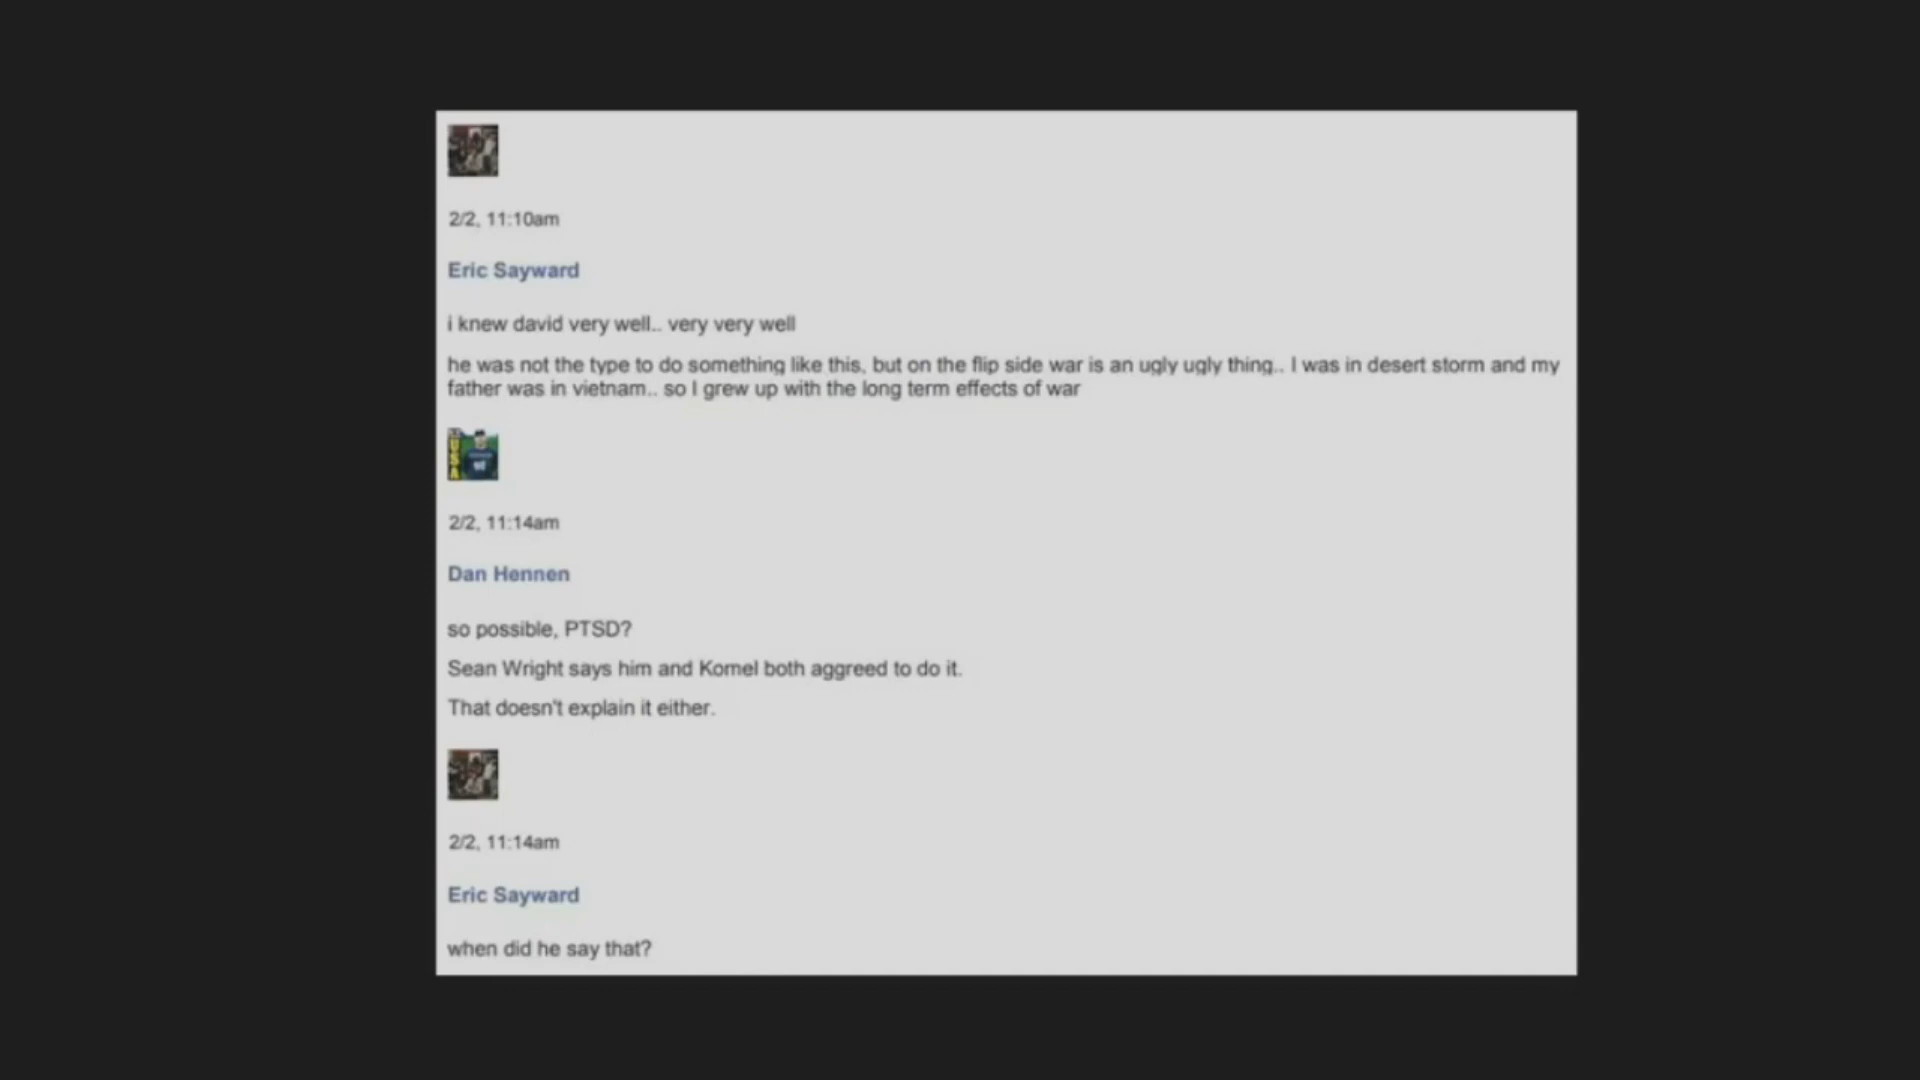 2/2, 11:10am
Eric Sayward
i knew david very well.. very very well
he was not the type to do something like this, but on the flip side war is an ugly ugly thing.. I was in desert storm and my
father was in vietnam.. so I grew up with the long term effects of war
USA
2/2, 11:14am
Dan Hennen
so possible, PTSD?
Sean Wright says him and Komel both aggreed to do it.
That doesn't explain it either.
2/2, 11:14am
Eric Sayward
when did he say that?